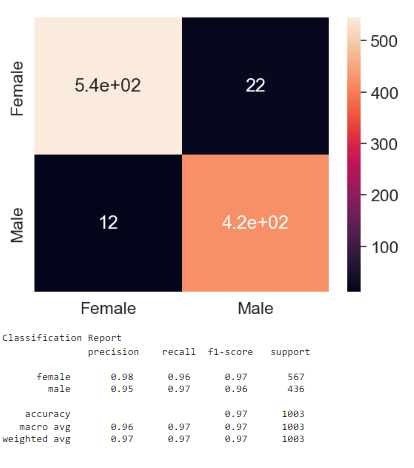 500
Female
5.4e+02 22
400
300
Male
12 4.2e+02
200
100
Female Male
Classification Report
precision recall f1-score support
female 0.98 0.96 0.97 567
male 0.95 0.97 0.96 436
accuracy 0.97 1003
macro avg 0.96 0.97 0.97 1003
weighted avg 0.97 0.97 0.97 1003